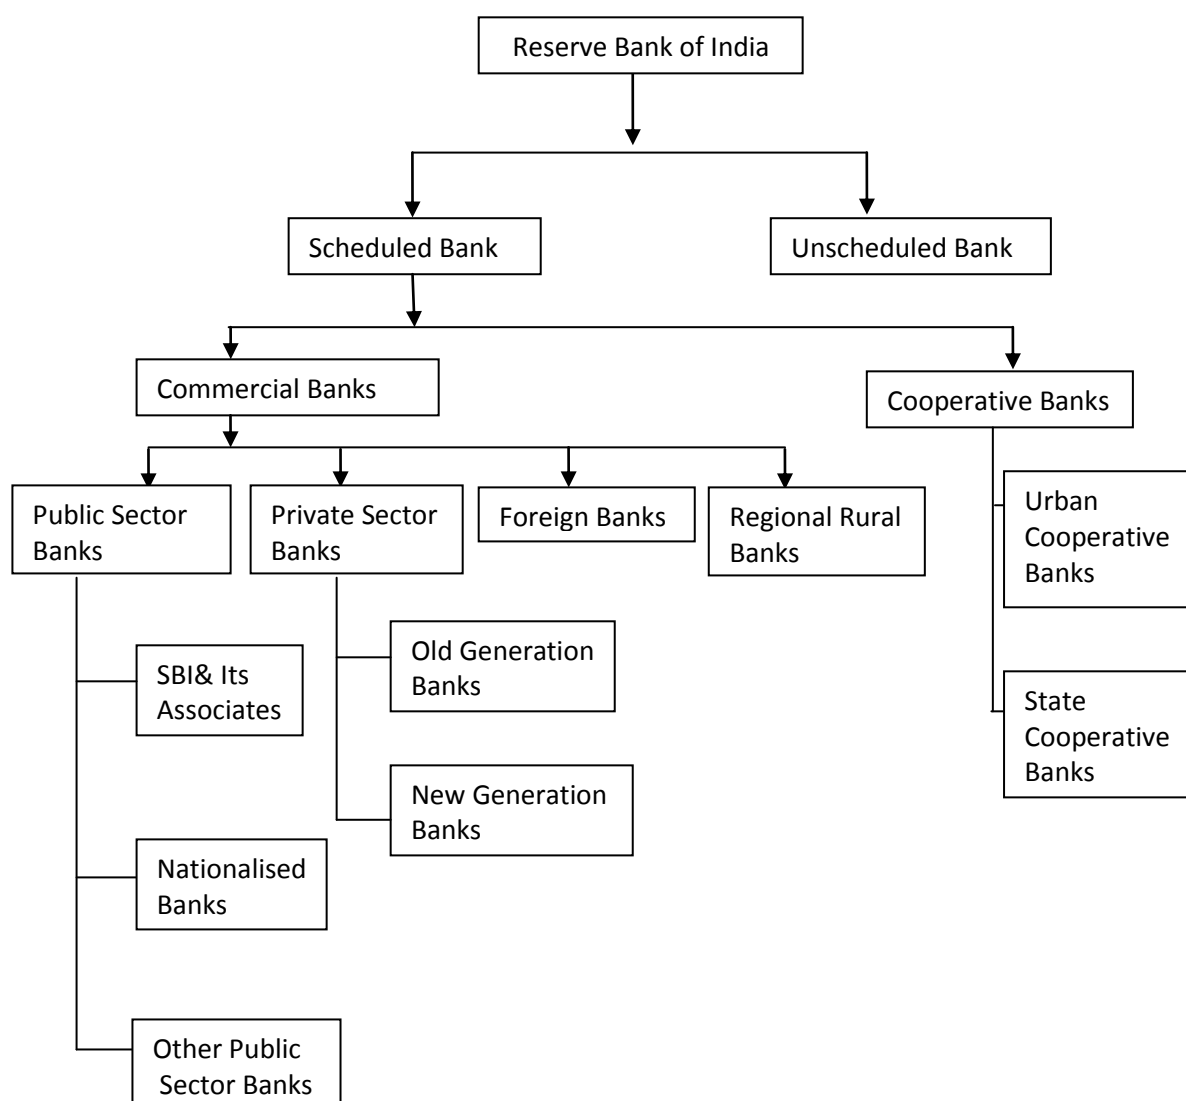 Reserve Bank of India
Scheduled Bank
Unscheduled Bank
Commercial Banks
Cooperative Banks
Public Sector
Banks
Private Sector
Banks
Foreign Banks
Regional Rural
Banks
Urban
Cooperative
Banks
SBI& Its
Associates
Old Generation
Banks
State
Cooperative
Banks
New Generation
Banks
Nationalised
Banks
Other Public
Sector Banks